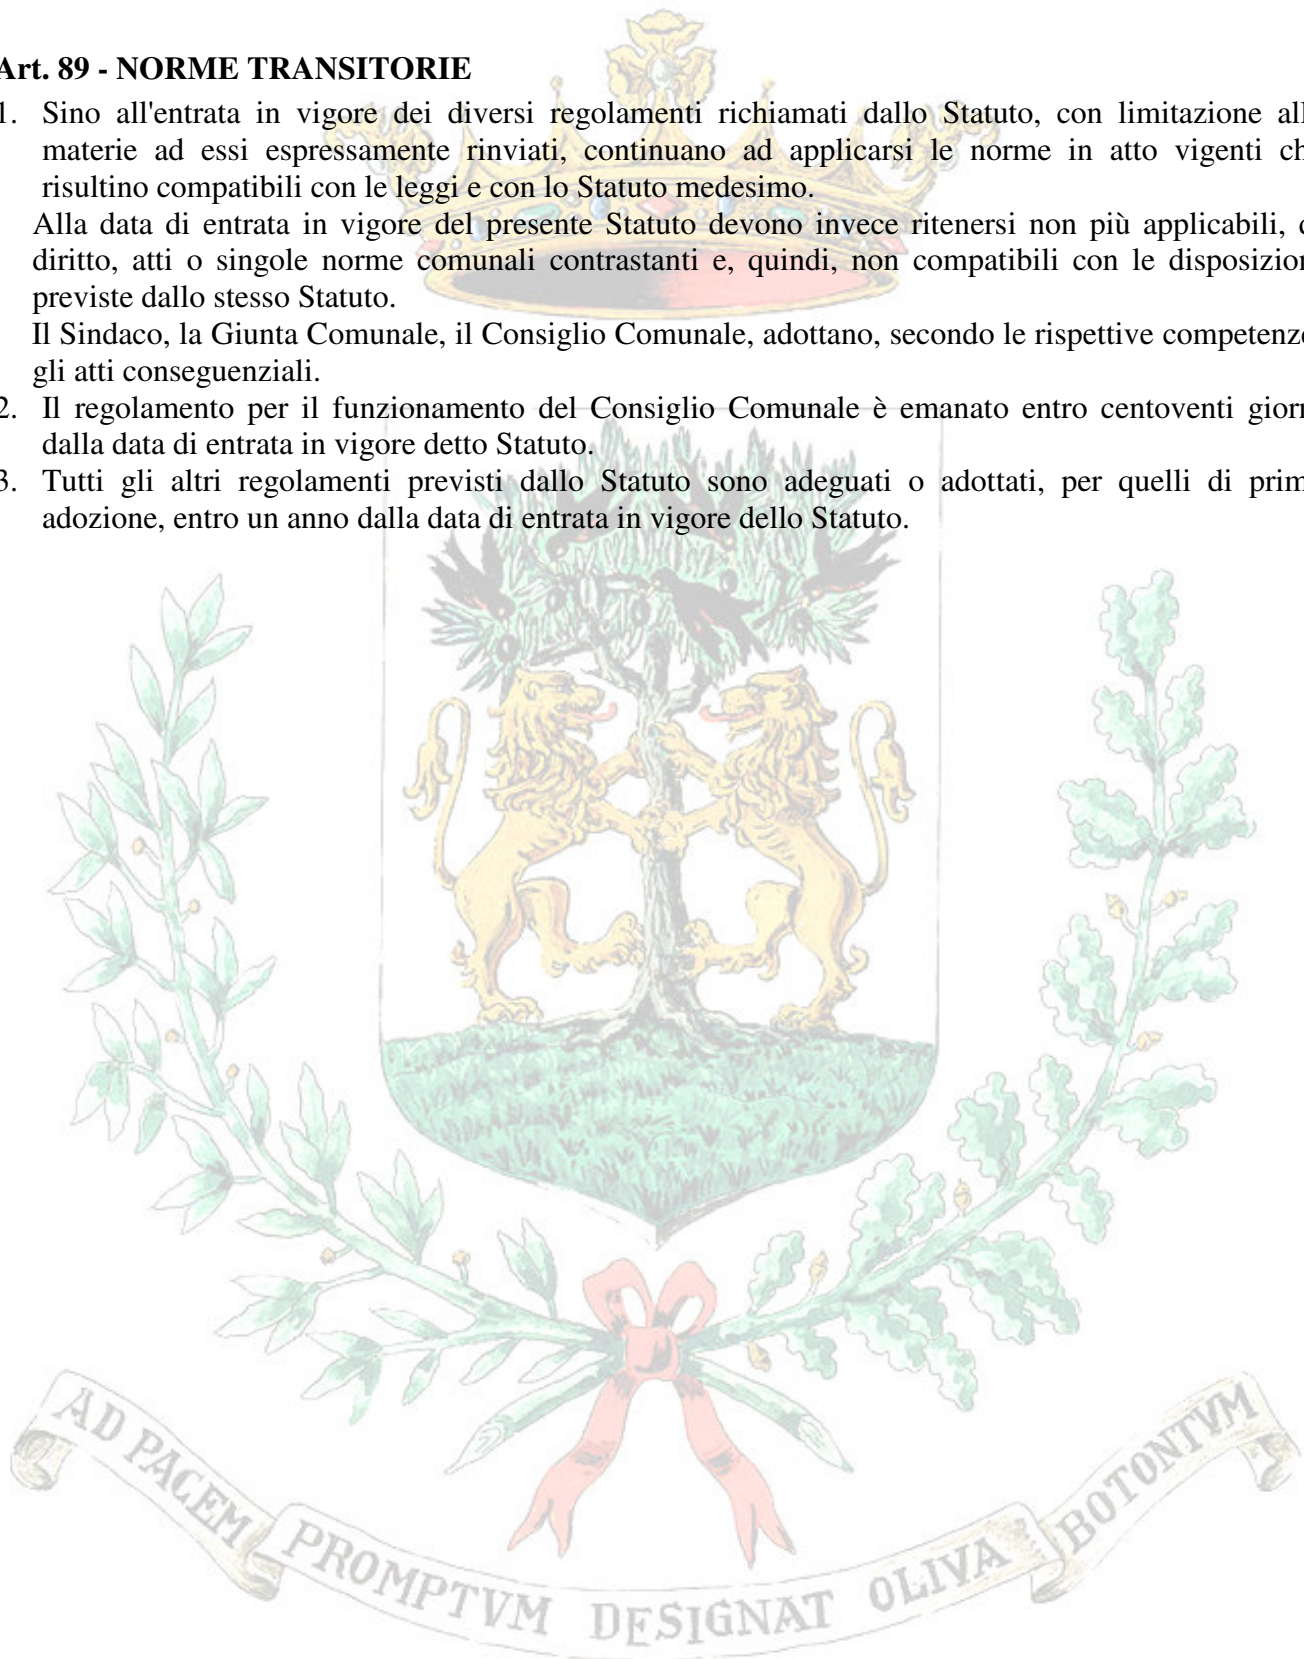 Art. 89 - NORME TRANSITORIE
1. Sino all'entrata in vigore dei diversi regolamenti richiamati dallo Statuto, con limitazione all
materie ad essi espressamente rinviati, continuano ad applicarsi le norme in atto vigenti ch
risultino compatibili con le leggi e con lo Statuto medesimo.
Alla data di entrata in vigore del presente Statuto devono invece ritenersi non più applicabili, d
diritto, atti o singole norme comunali contrastanti e, quindi, non compatibili con le disposizion
previste dallo stesso Statuto.
Il Sindaco, la Giunta Comunale, il Consiglio Comunale, adottano, secondo le rispettive competenze
gli atti conseguenziali.
2. Il regolamento per il funzionamento del Consiglio Comunale è emanato entro centoventi giorn
dalla data di entrata in vigore detto Statuto.
3. Tutti gli altri regolamenti previsti dallo Statuto sono adeguati o adottati, per quelli di prim
adozione, entro un anno dalla data di entrata in vigore dello Statuto.
AD PACEM PROMPTVM DESIGNAT OLIVA BOTONTVM